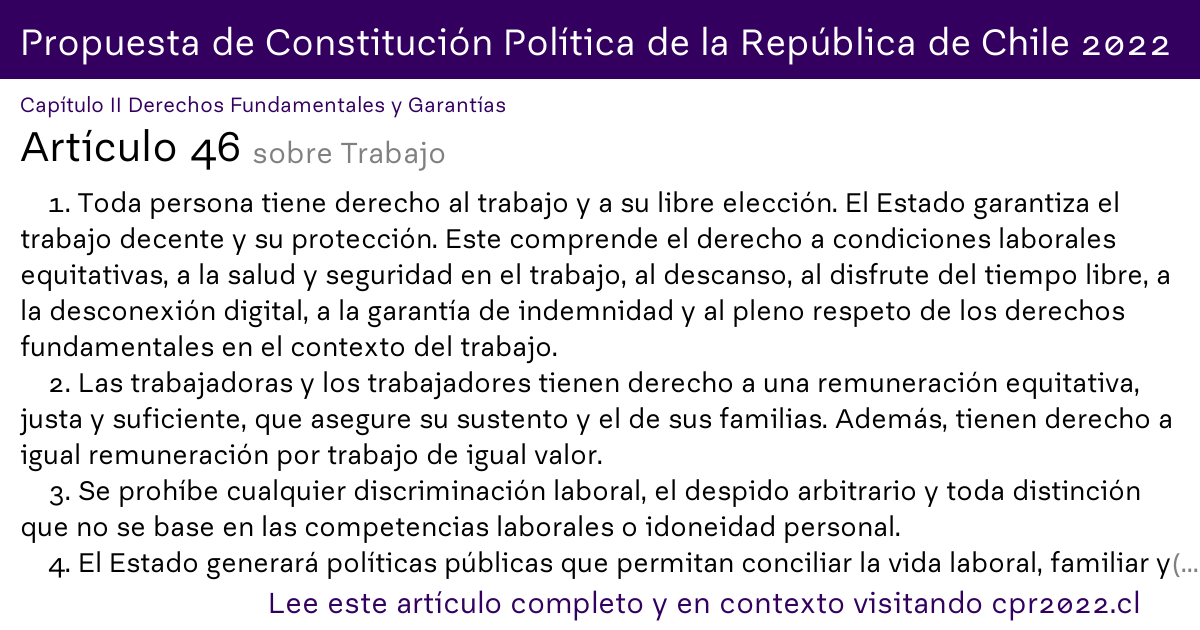 Propuesta de Constitución Política de la República de Chile 2022
Capítulo II Derechos Fundamentales y Garantías
Artículo 46 sobre Trabajo
1. Toda persona tiene derecho al trabajo y a su libre elección. El Estado garantiza el
trabajo decente y su protección. Este comprende el derecho a condiciones laborales
equitativas, a la salud y seguridad en el trabajo, al descanso, al disfrute del tiempo libre, a
la desconexión digital, a la garantía de indemnidad y al pleno respeto de los derechos
fundamentales en el contexto del trabajo.
2. Las trabajadoras y los trabajadores tienen derecho a una remuneración equitativa,
justa y suficiente, que asegure su sustento y el de sus familias. Además, tienen derecho a
igual remuneración por trabajo de igual valor.
3. Se prohíbe cualquier discriminación laboral, el despido arbitrario y toda distinción
que no se base en las competencias laborales o idoneidad personal.
4. El Estado generará políticas públicas que permitan conciliar la vida laboral, familiar y(...
Lee este artículo completo y en contexto visitando cpr2022.cl